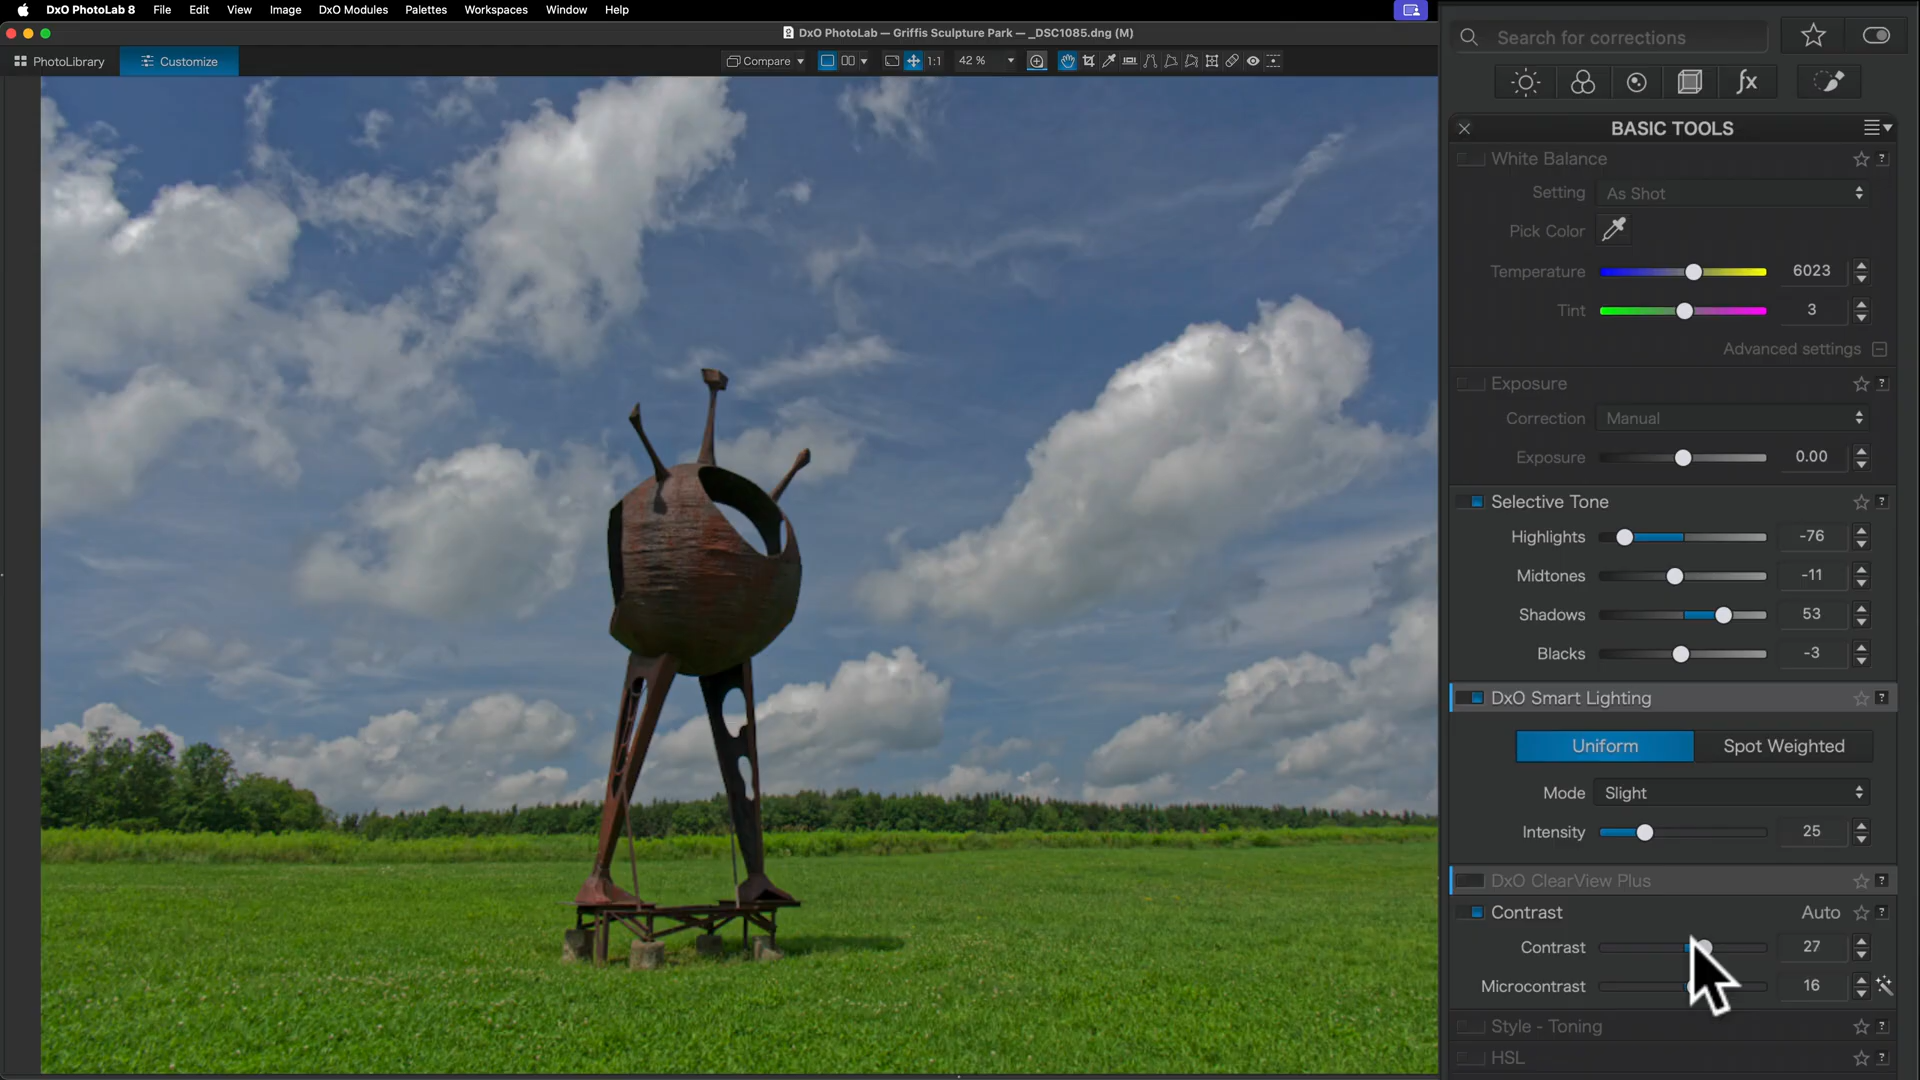 DxO PhotoLab 8 File Edit View Image DxO Modules Palettes Workspaces Window Help
DxO PhotoLab — Griffis Sculpture Park — _DSC1085.dng (M)
PhotoLibrary Customize Compare 1:1 42 %
Search for corrections
fx
BASIC TOOLS
White Balance ?
Setting As Shot
Pick Color
Temperature 6023
Tint 3
Advanced settings
Exposure ?
Correction Manual
Exposure 0.00
Selective Tone ?
Highlights -76
Midtones -11
Shadows 53
Blacks -3
DxO Smart Lighting ?
Uniform Spot Weighted
Mode Slight
Intensity 25
DxO ClearView Plus ?
Contrast Auto ?
Contrast 27
Microcontrast 16
Style - Toning ?
HSL ?